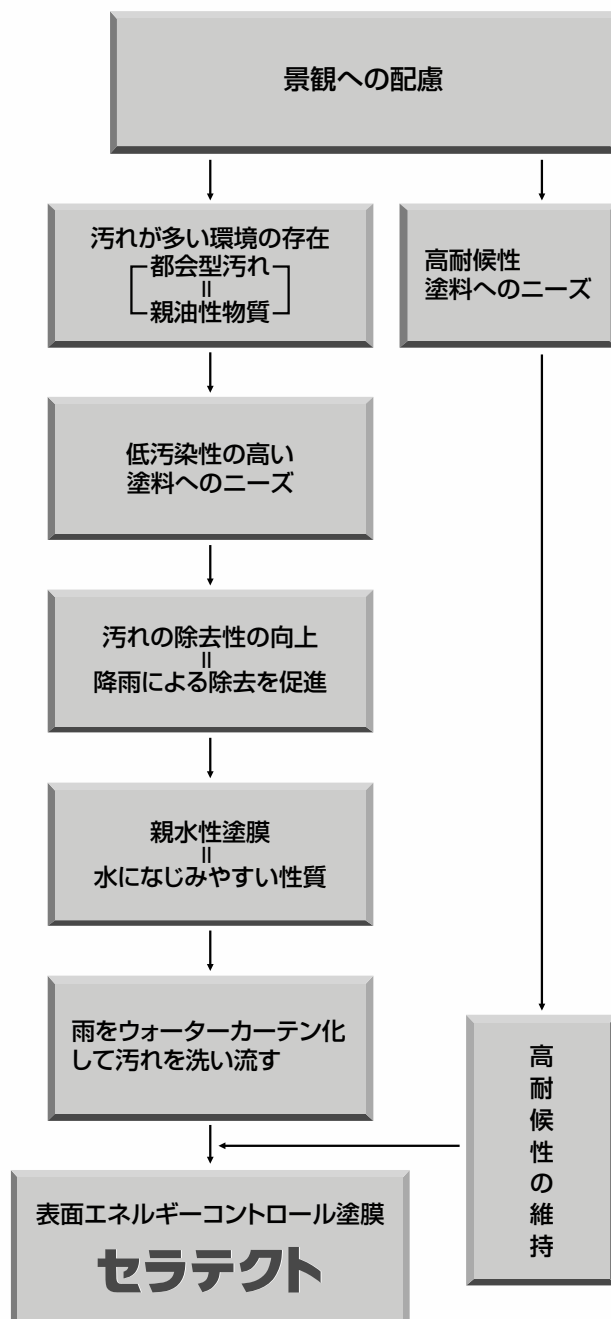 景観への配慮
汚れが多い環境の存在
都会型汚れ
=
親油性物質
高耐候性
塗料へのニーズ
低汚染性の高い
塗料へのニーズ
汚れの除去性の向上
=
降雨による除去を促進
親水性塗膜
=
水になじみやすい性質
雨をウォーターカーテン化
して汚れを洗い流す
高耐候性の維持
表面エネルギーコントロール塗膜
セラテクト